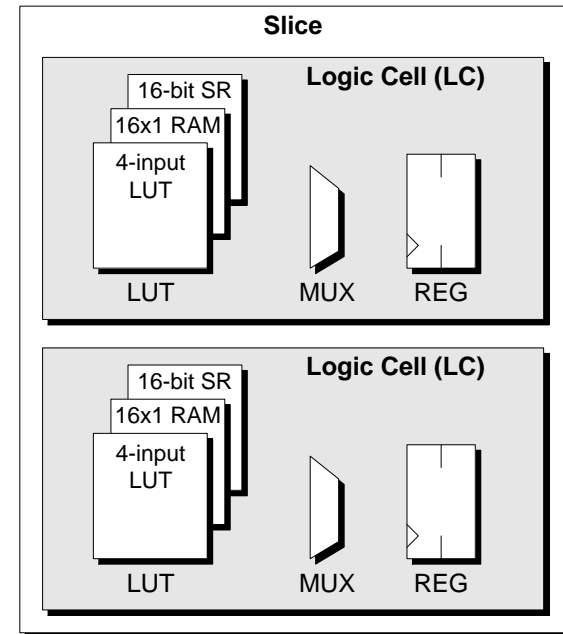 Slice
Logic Cell (LC)
16-bit SR
16x1 RAM
4-input
LUT
LUT
MUX
REG
Logic Cell (LC)
16-bit SR
16x1 RAM
4-input
LUT
LUT
MUX
REG